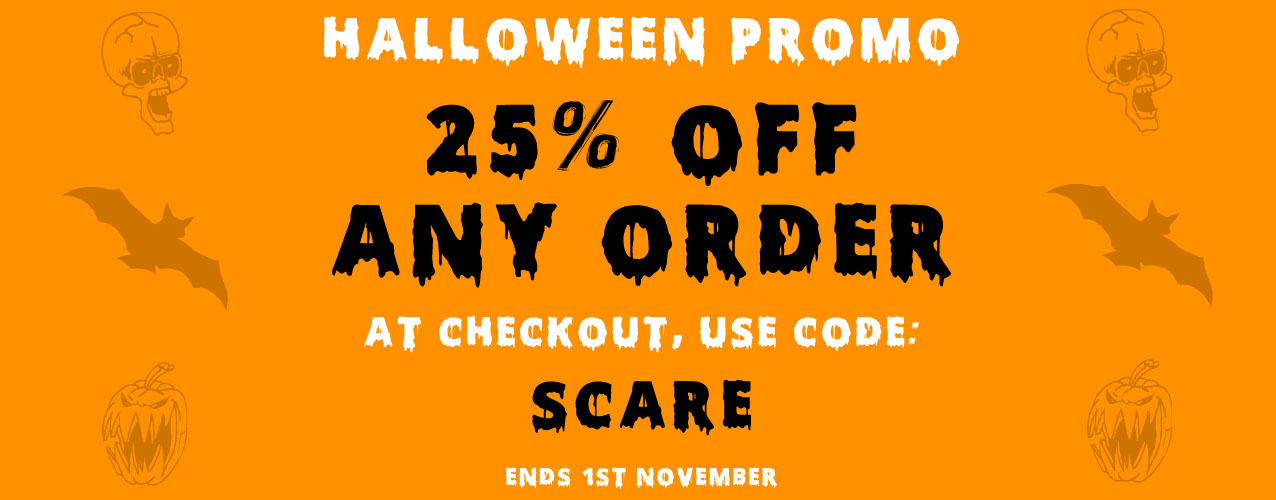 HALLOWEEN PROMO
25% OFF
ANY ORDER
AT CHECKOUT, USE CODE:
SCARE
ENDS 1ST NOVEMBER